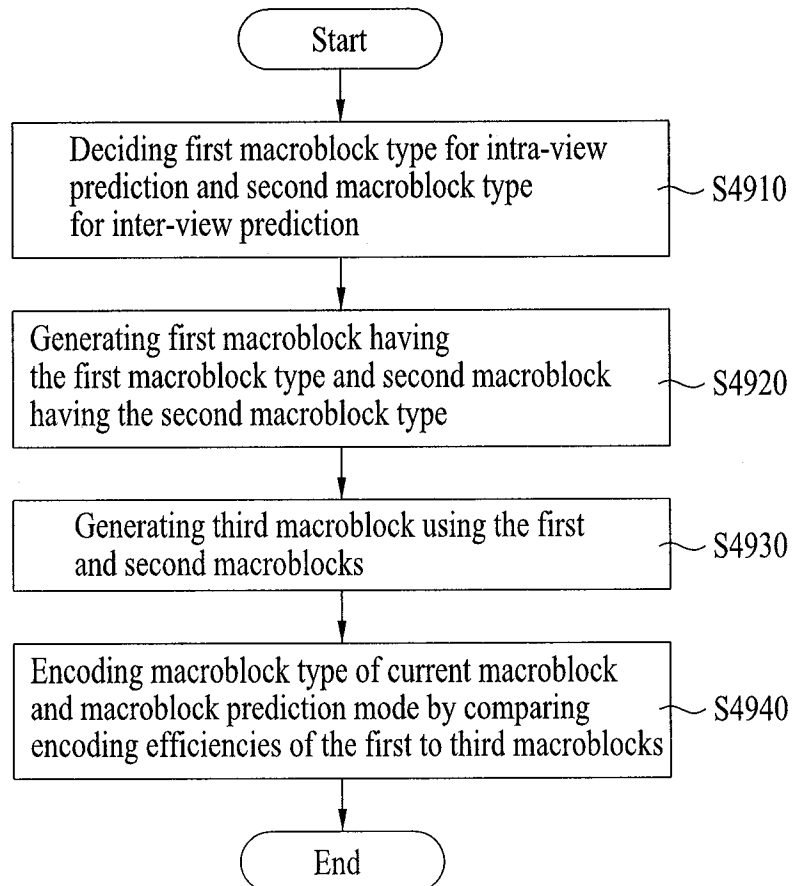 Start
Deciding first macroblock type for intra-view
prediction and second macroblock type
for inter-view prediction
S4910
Generating first macroblock having
the first macroblock type and second macroblock
having the second macroblock type
S4920
Generating third macroblock using the first
and second macroblocks
S4930
Encoding macroblock type of current macroblock
and macroblock prediction mode by comparing
encoding efficiencies of the first to third macroblocks
S4940
End